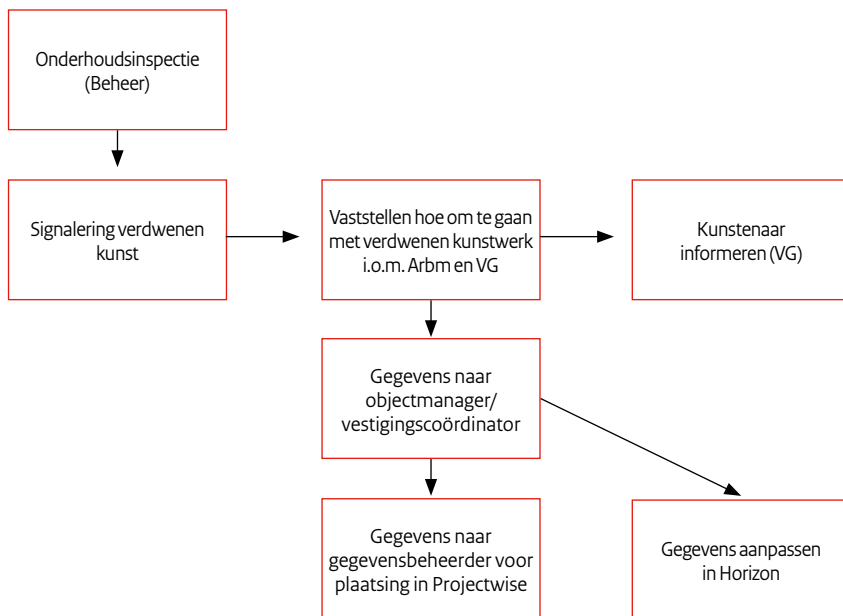 Onderhoudsinspectie
(Beheer)
Signalering verdwenen
kunst
Vaststellen hoe om te gaan
met verdwenen kunstwerk
i.o.m. Arbm en VG
Kunstenaar
informeren (VG)
Gegevens naar
objectmanager/
vestigingscoördinator
Gegevens naar
gegevensbeheerder voor
plaatsing in Projectwise
Gegevens aanpassen
in Horizon